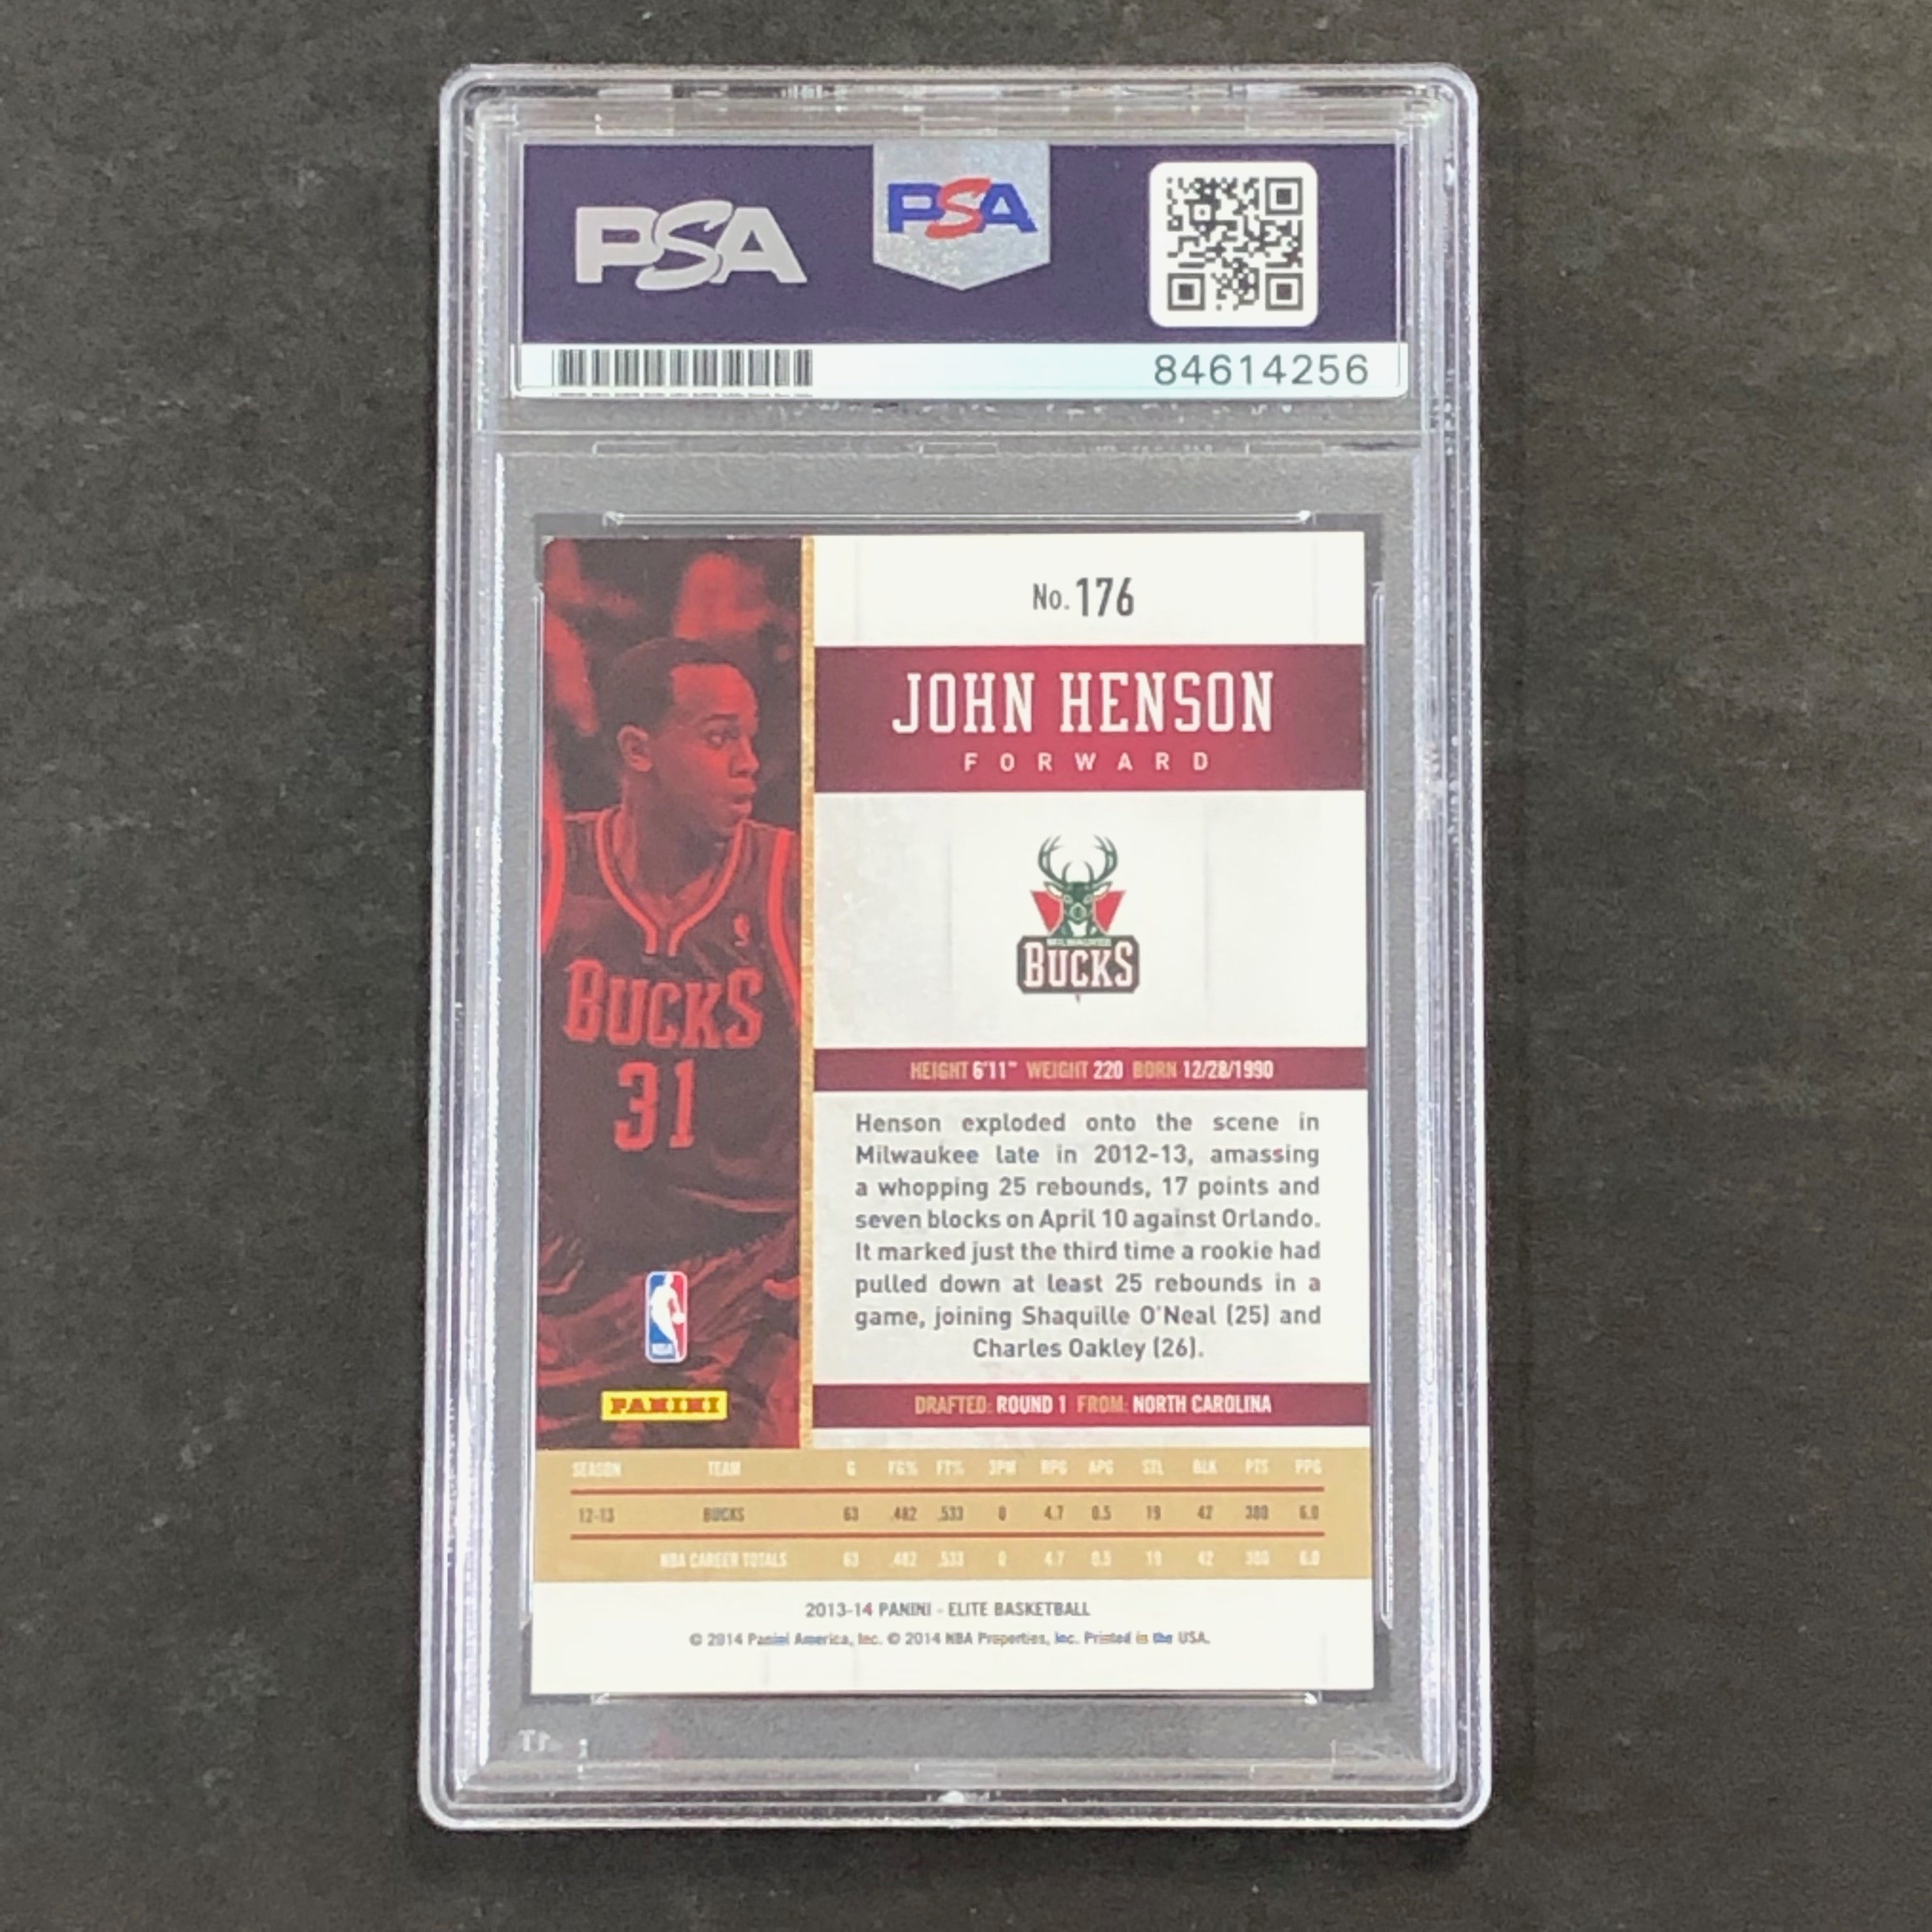 PSA
PSA
84614256
No. 176
JOHN HENSON
FORWARD
MILWAUKEE
BUCKS
HEIGHT 6'11" WEIGHT 220 BORN 12/28/1990
Henson exploded onto the scene in
Milwaukee late in 2012-13, amassing
a whopping 25 rebounds, 17 points and
seven blocks on April 10 against Orlando.
It marked just the third time a rookie had
pulled down at least 25 rebounds in a
game, joining Shaquille O'Neal (25) and
Charles Oakley (26).
DRAFTED: ROUND 1 FROM: NORTH CAROLINA
BUCKS
31
NBA
PANINI
SEASON TEAM G FG% FT% 3PM RPG APG STL BLK PTS PPG
12-13 BUCKS 63 .482 .533 0 4.7 0.5 19 42 380 6.0
NBA CAREER TOTALS 63 .482 .533 0 4.7 0.5 19 42 380 6.0
2013-14 PANINI - ELITE BASKETBALL
© 2014 Panini America, Inc. © 2014 NBA Properties, Inc. Printed in the USA.